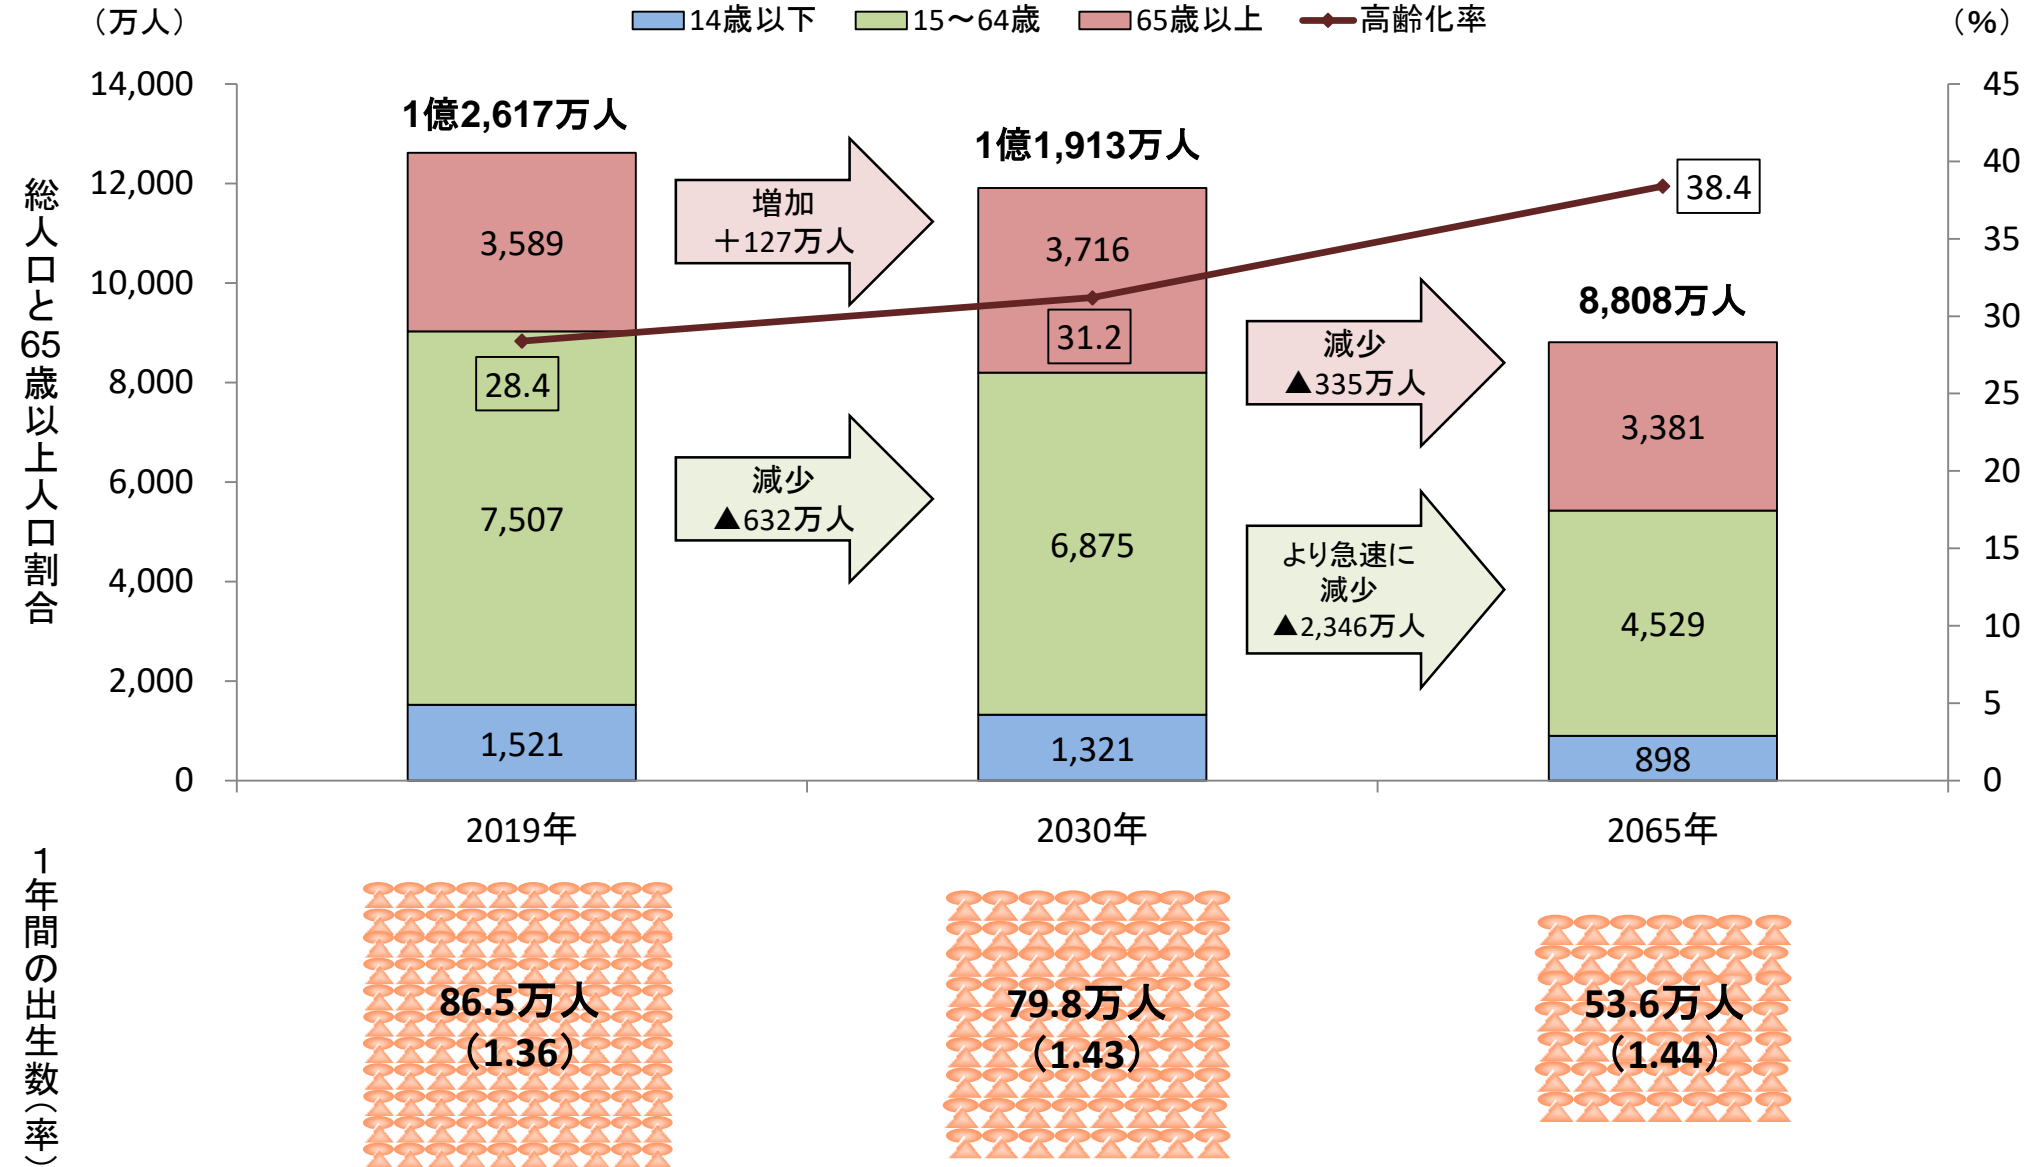 （万人）
14歳以下 15～64歳 65歳以上 高齢化率
（%）
総人口と65歳以上人口割合
14,000
12,000
10,000
8,000
6,000
4,000
2,000
0
45
40
35
30
25
20
15
10
5
0
1億2,617万人
3,589
28.4
7,507
1,521
増加
＋127万人
減少
▲632万人
1億1,913万人
3,716
31.2
6,875
1,321
減少
▲335万人
より急速に
減少
▲2,346万人
8,808万人
38.4
3,381
4,529
898
2019年 2030年 2065年
1年間の出生数（率）
86.5万人
（1.36）
79.8万人
（1.43）
53.6万人
（1.44）